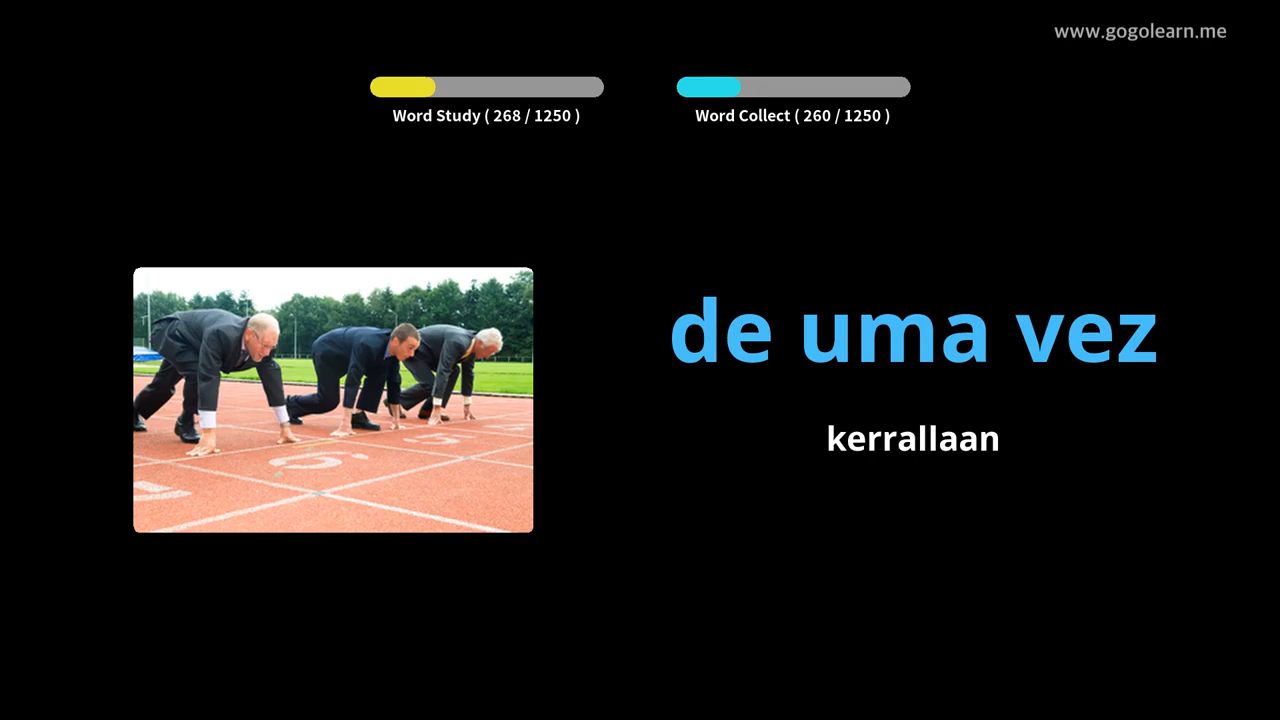 www.gogolearn.me
Word Study ( 268 / 1250 )
Word Collect ( 260 / 1250 )
de uma vez
kerrallaan